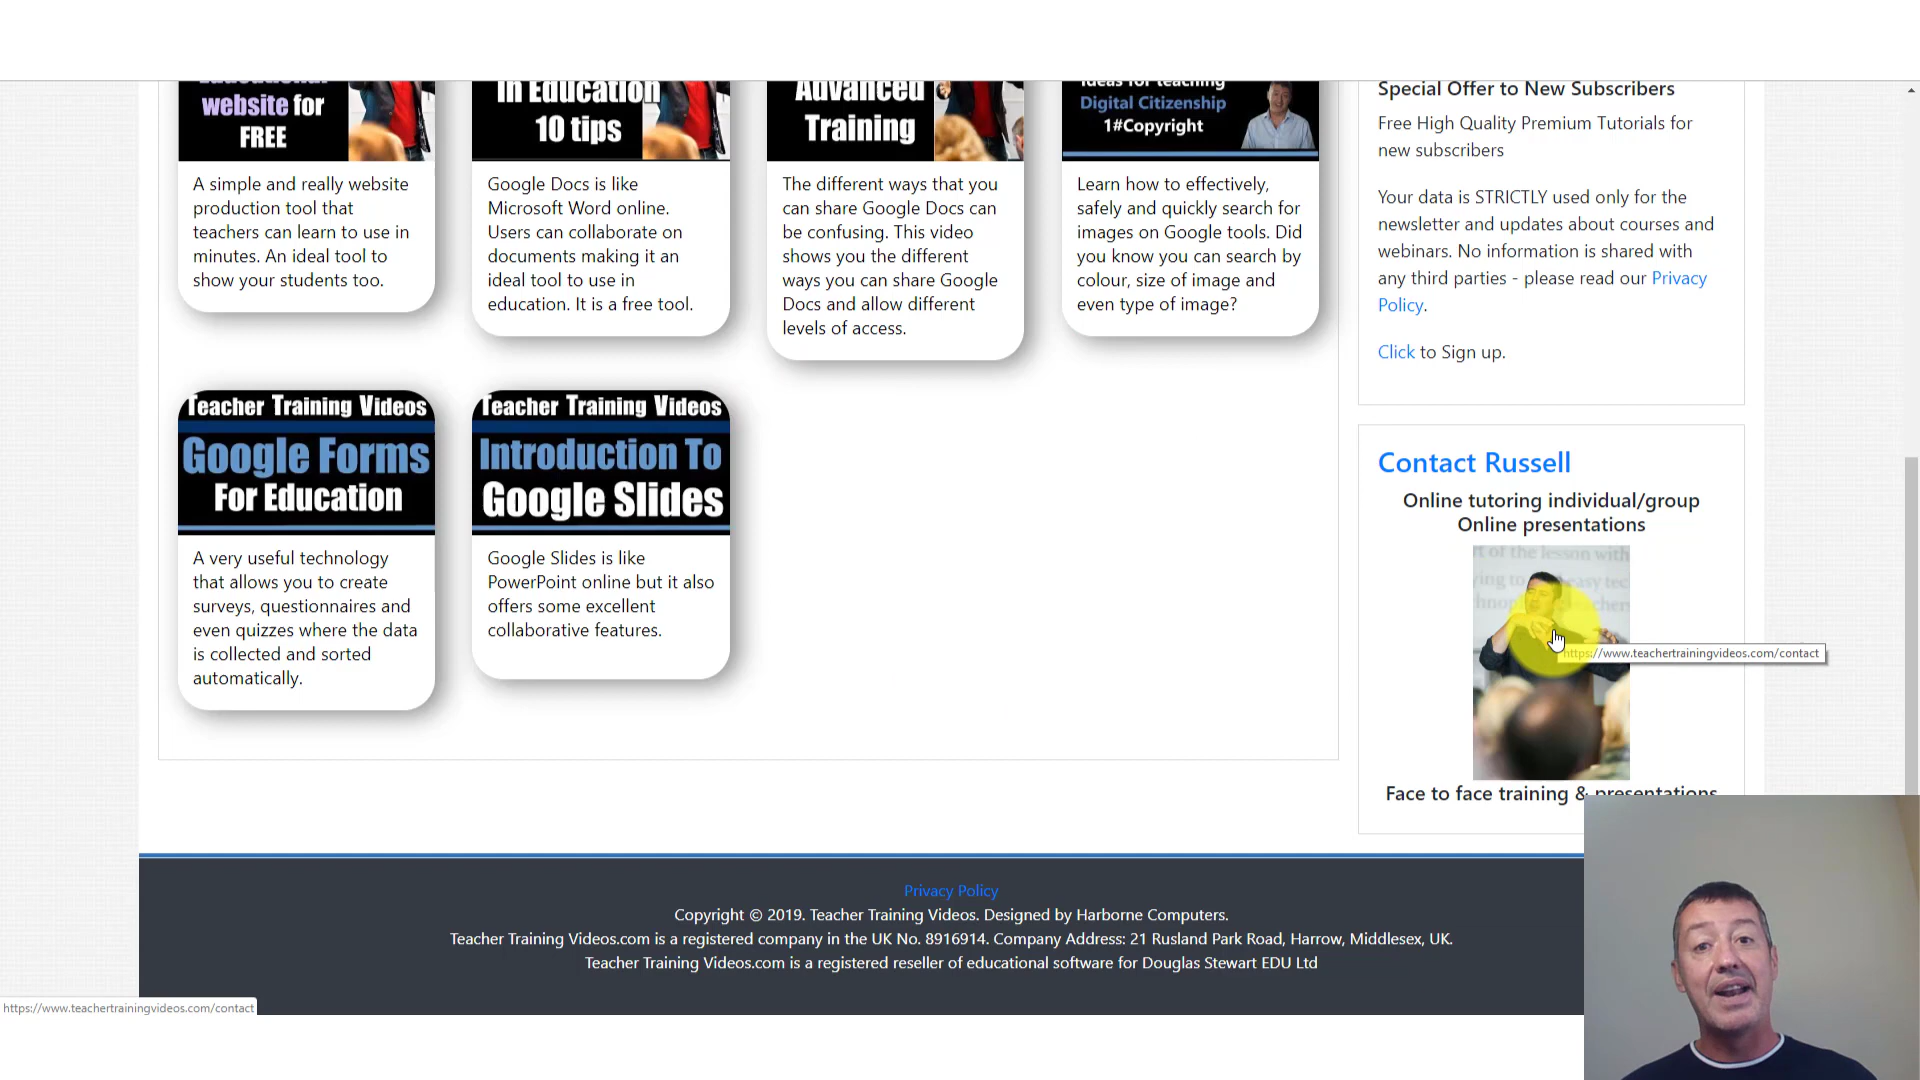 website for
FREE
In Education
10 tips
Advanced
Training
Ideas for teaching
Digital Citizenship
1#Copyright
A simple and really website
production tool that
teachers can learn to use in
minutes. An ideal tool to
show your students too.
Google Docs is like
Microsoft Word online.
Users can collaborate on
documents making it an
ideal tool to use in
education. It is a free tool.
The different ways that you
can share Google Docs can
be confusing. This video
shows you the different
ways you can share Google
Docs and allow different
levels of access.
Learn how to effectively,
safely and quickly search for
images on Google tools. Did
you know you can search by
colour, size of image and
even type of image?
Teacher Training Videos
Google Forms
For Education
A very useful technology
that allows you to create
surveys, questionnaires and
even quizzes where the data
is collected and sorted
automatically.
Teacher Training Videos
Introduction To
Google Slides
Google Slides is like
PowerPoint online but it also
offers some excellent
collaborative features.
Special Offer to New Subscribers
Free High Quality Premium Tutorials for
new subscribers
Your data is STRICTLY used only for the
newsletter and updates about courses and
webinars. No information is shared with
any third parties - please read our Privacy
Policy.
Click to Sign up.
Contact Russell
Online tutoring individual/group
Online presentations
of the lesson with
https://www.teachertrainingvideos.com/contact
Face to face training & presentations
Privacy Policy
Copyright © 2019. Teacher Training Videos. Designed by Harborne Computers.
Teacher Training Videos.com is a registered company in the UK No. 8916914. Company Address: 21 Rusland Park Road, Harrow, Middlesex, UK.
Teacher Training Videos.com is a registered reseller of educational software for Douglas Stewart EDU Ltd
https://www.teachertrainingvideos.com/contact